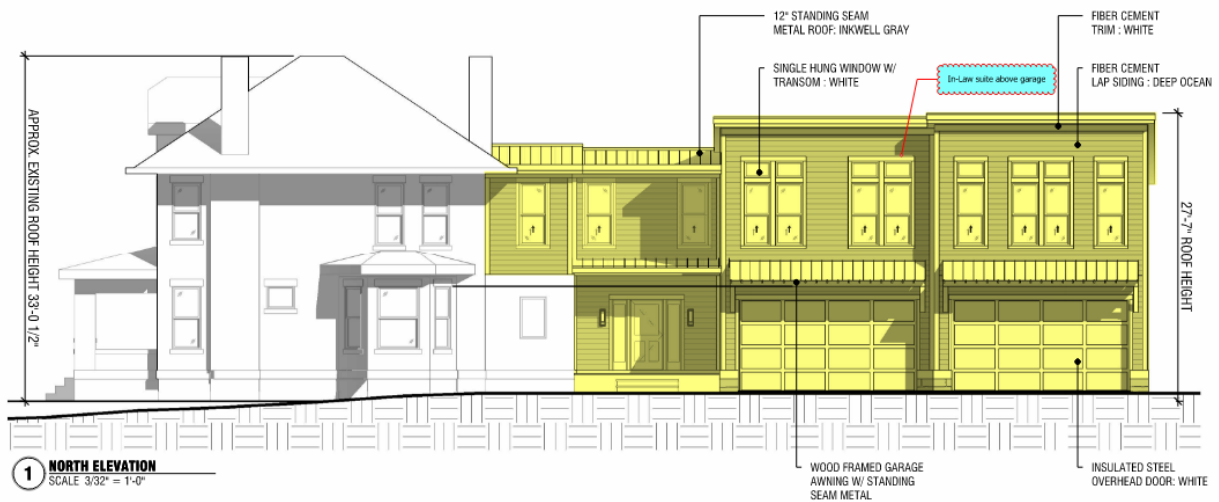 12" STANDING SEAM
METAL ROOF: INKWELL GRAY
FIBER CEMENT
TRIM : WHITE
SINGLE HUNG WINDOW W/
TRANSOM : WHITE
In-Law suite above garage
FIBER CEMENT
LAP SIDING : DEEP OCEAN
APPROX. EXISTING ROOF HEIGHT 33'-0 1/2"
27'-7" ROOF HEIGHT
1 NORTH ELEVATION
SCALE 3/32" = 1'-0"
WOOD FRAMED GARAGE
AWNING W/ STANDING
SEAM METAL
INSULATED STEEL
OVERHEAD DOOR: WHITE